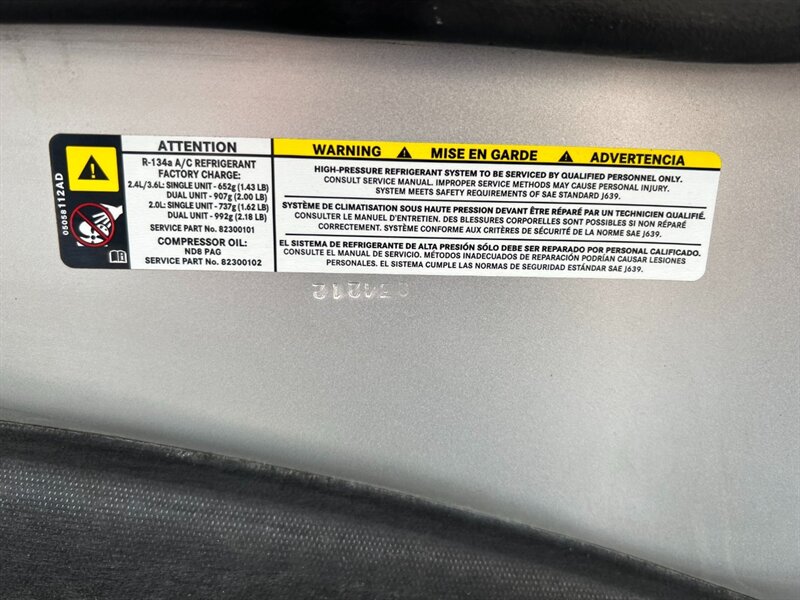 05058112AD
ATTENTION
R-134a A/C REFRIGERANT
FACTORY CHARGE:
2.4L/3.6L: SINGLE UNIT - 652g (1.43 LB)
DUAL UNIT - 907g (2.00 LB)
2.0L: SINGLE UNIT - 737g (1.62 LB)
DUAL UNIT - 992g (2.18 LB)
SERVICE PART No. 82300101
COMPRESSOR OIL:
ND8 PAG
SERVICE PART No. 82300102
WARNING MISE EN GARDE ADVERTENCIA
HIGH-PRESSURE REFRIGERANT SYSTEM TO BE SERVICED BY QUALIFIED PERSONNEL ONLY.
CONSULT SERVICE MANUAL. IMPROPER SERVICE METHODS MAY CAUSE PERSONAL INJURY.
SYSTEM MEETS SAFETY REQUIREMENTS OF SAE STANDARD J639.
SYSTÈME DE CLIMATISATION SOUS HAUTE PRESSION DEVANT ÊTRE RÉPARÉ PAR UN TECHNICIEN QUALIFIÉ.
CONSULTER LE MANUEL D'ENTRETIEN. DES BLESSURES CORPORELLES SONT POSSIBLES SI NON RÉPARÉ
CORRECTEMENT. SYSTÈME CONFORME AUX CRITÈRES DE SÉCURITÉ DE LA NORME SAE J639.
EL SISTEMA DE REFRIGERANTE DE ALTA PRESIÓN SÓLO DEBE SER REPARADO POR PERSONAL CALIFICADO.
CONSULTE EL MANUAL DE SERVICIO. MÉTODOS INADECUADOS DE REPARACIÓN PODRÍAN CAUSAR LESIONES
PERSONALES. EL SISTEMA CUMPLE LAS NORMAS DE SEGURIDAD ESTÁNDAR SAE J639.